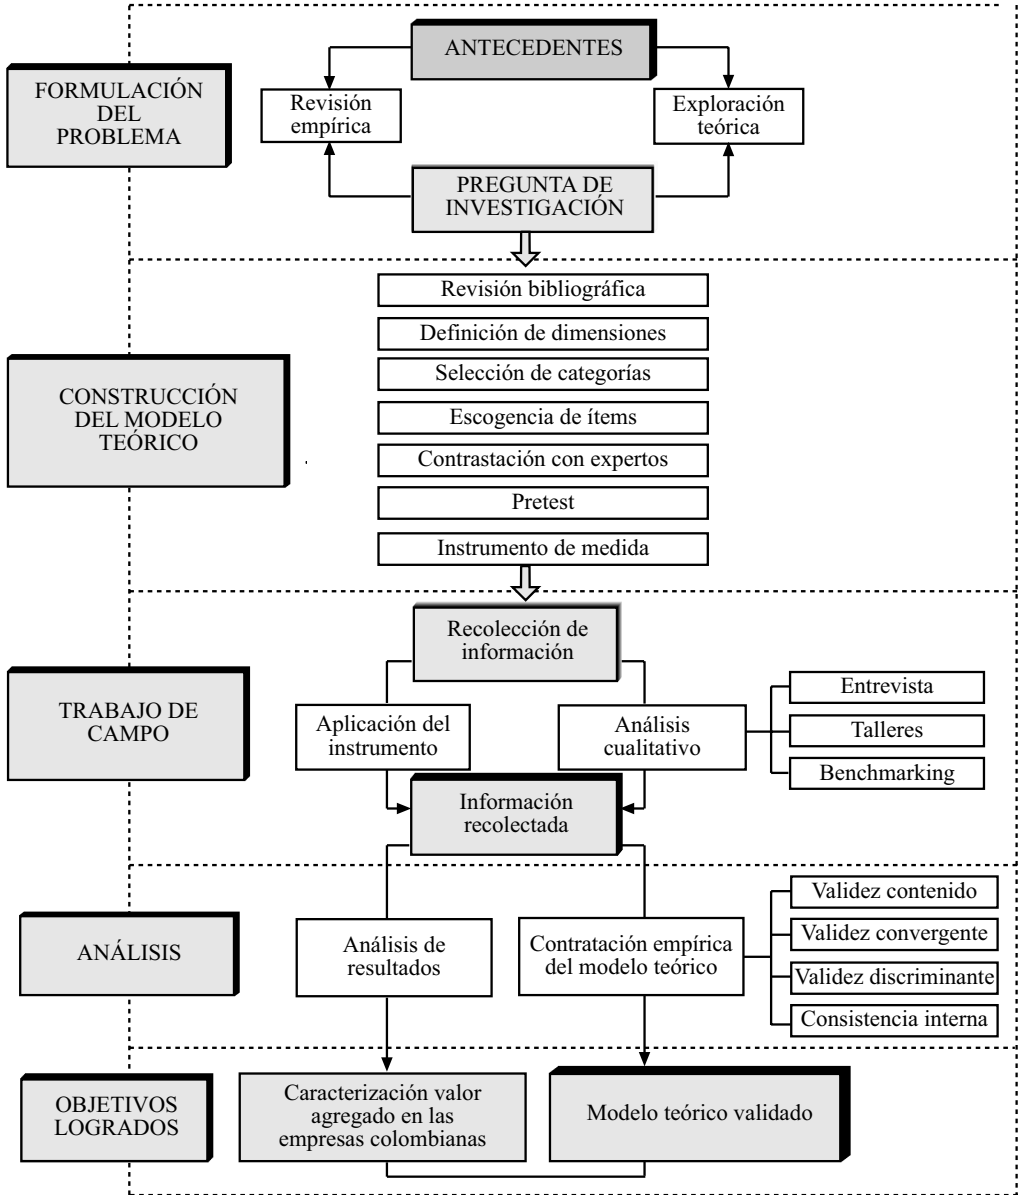 ANTECEDENTES
FORMULACIÓN
DEL
PROBLEMA
Revisión
empírica
Exploración
teórica
PREGUNTA DE
INVESTIGACIÓN
Revisión bibliográfica
Definición de dimensiones
Selección de categorías
Escogencia de ítems
Contrastación con expertos
Pretest
Instrumento de medida
CONSTRUCCIÓN
DEL MODELO
TEÓRICO
Recolección de
información
TRABAJO DE
CAMPO
Aplicación del
instrumento
Análisis
cualitativo
Entrevista
Talleres
Benchmarking
Información
recolectada
ANÁLISIS
Análisis de
resultados
Contratación empírica
del modelo teórico
Validez contenido
Validez convergente
Validez discriminante
Consistencia interna
OBJETIVOS
LOGRADOS
Caracterización valor
agregado en las
empresas colombianas
Modelo teórico validado